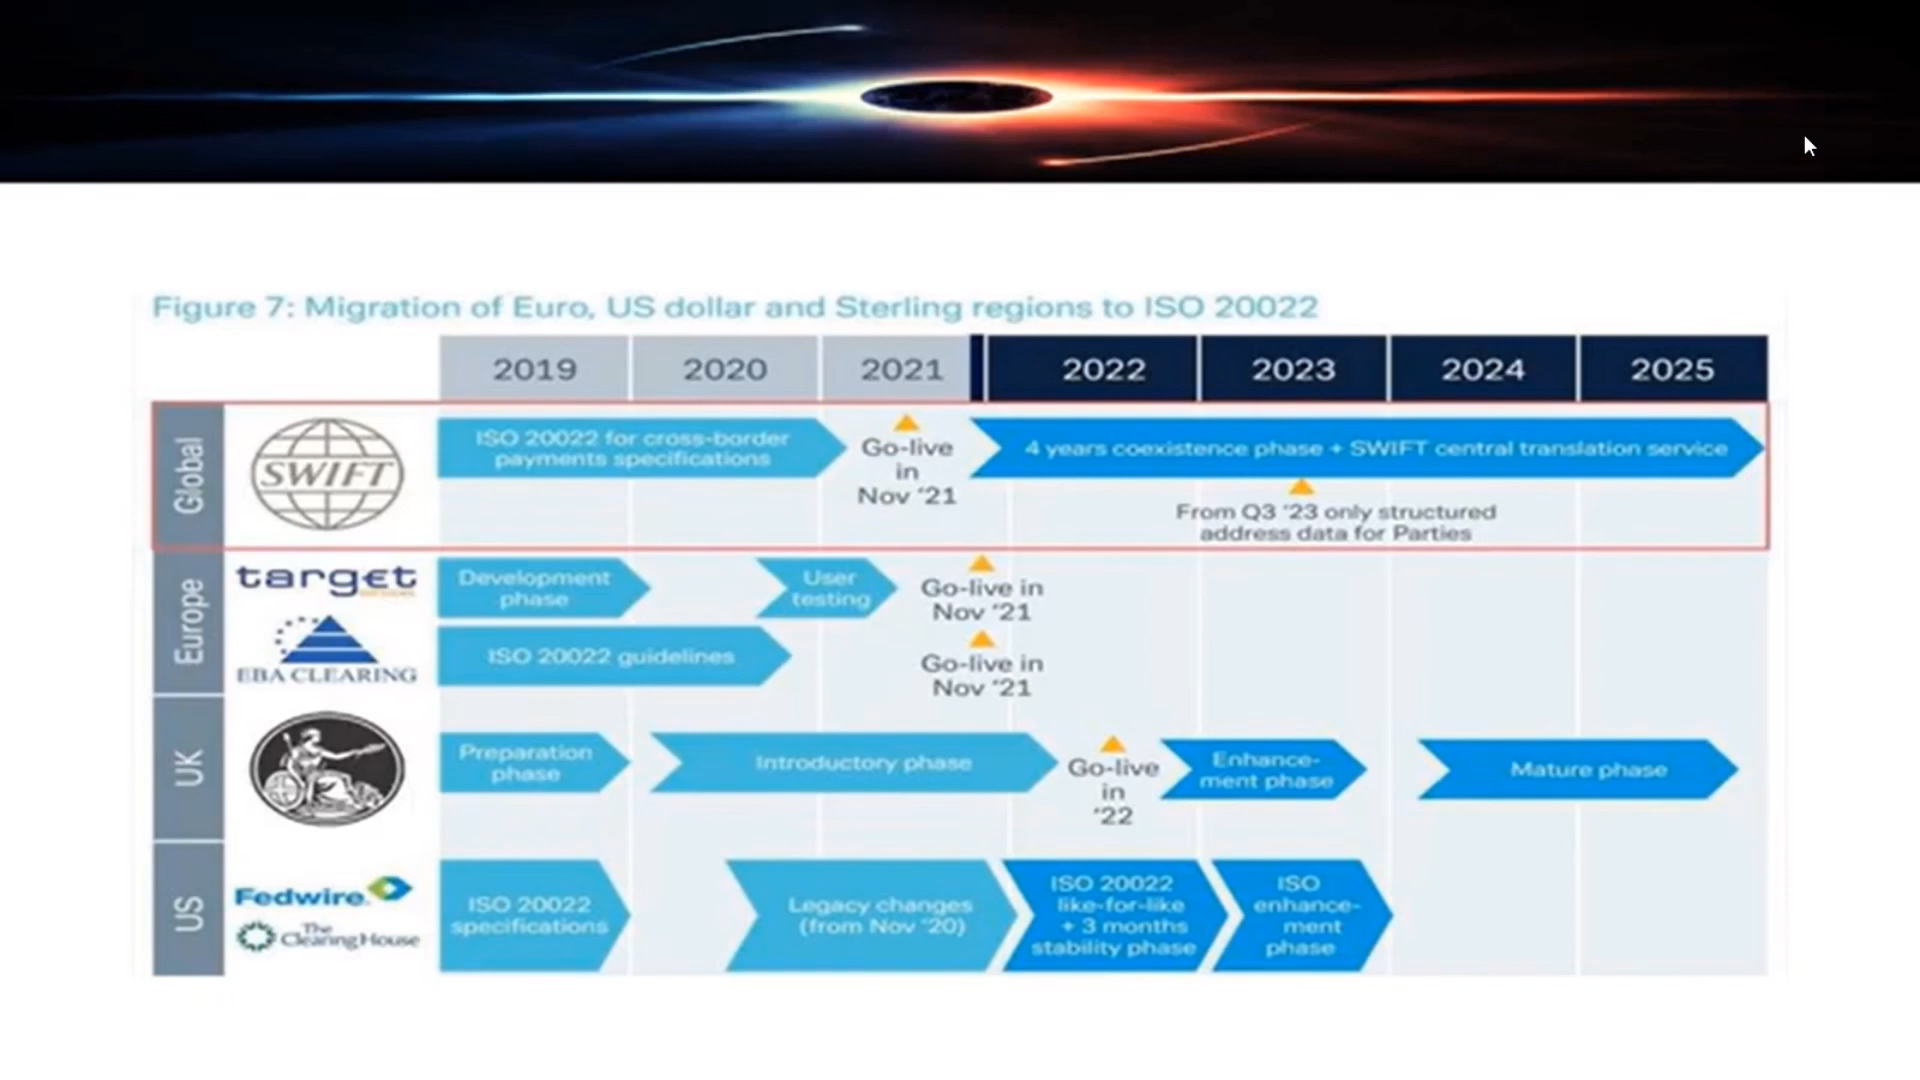 Figure 7: Migration of Euro, US dollar and Sterling regions to ISO 20022
2019
2020
2021
2022
2023
2024
2025
Global
SWIFT
ISO 20022 for cross-border
payments specifications
Go-live
in
Nov '21
4 years coexistence phase + SWIFT central translation service
From Q3 '23 only structured
address data for Parties
Europe
target
Development
phase
User
testing
Go-live in
Nov '21
EBA CLEARING
ISO 20022 guidelines
Go-live in
Nov '21
UK
Preparation
phase
Introductory phase
Go-live
in
'22
Enhance-
ment phase
Mature phase
US
Fedwire
The
ClearingHouse
ISO 20022
specifications
Legacy changes
(from Nov '20)
ISO 20022
like-for-like
+ 3 months
stability phase
ISO
enhance-
ment
phase